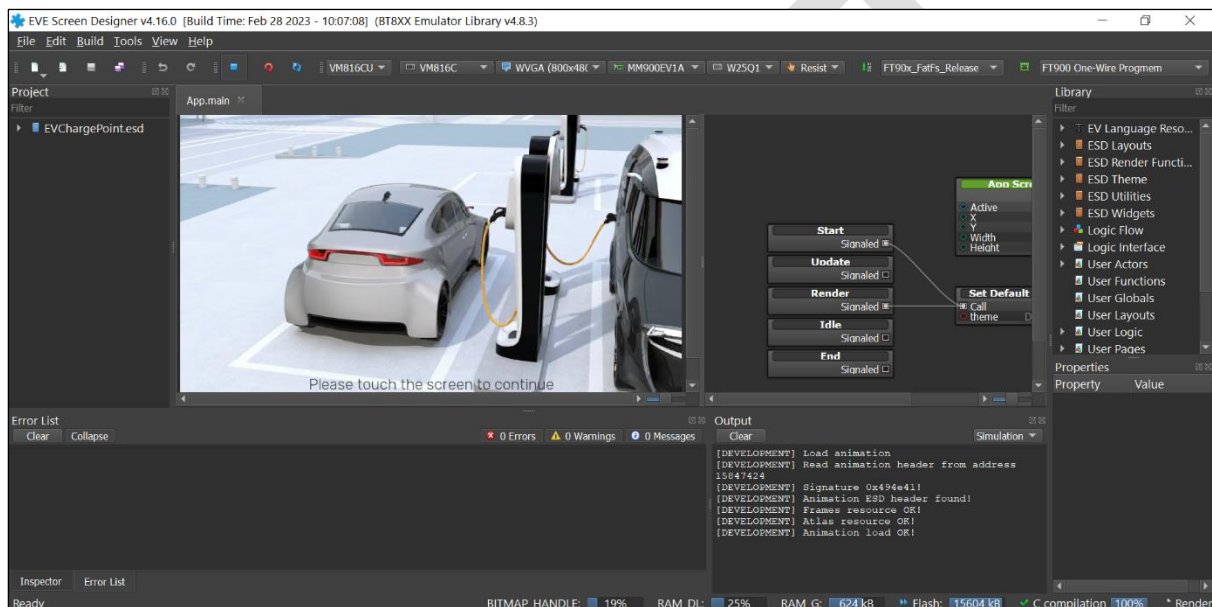 EVE Screen Designer v4.16.0 [Build Time: Feb 28 2023 - 10:07:08] (BT8XX Emulator Library v4.8.3)
File Edit Build Tools View Help
VM816CU VM816C WVGA (800x48( MM900EV1A W25Q1 Resist FT90x_FatFs_Release FT900 One-Wire Progmem
Project
Filter
EVChargePoint.esd
App.main
Please touch the screen to continue
Start
Signaled
Update
Signaled
Render
Signaled
Idle
Signaled
End
Signaled
App Scre
Active
X
Y
Width
Height
Set Default
Call
theme D
Library
Filter
EV Language Reso...
ESD Layouts
ESD Render Functi...
ESD Theme
ESD Utilities
ESD Widgets
Logic Flow
Logic Interface
User Actors
User Functions
User Globals
User Layouts
User Logic
User Pages
Properties
Property Value
Error List
Clear Collapse 0 Errors 0 Warnings 0 Messages
Output
Clear Simulation
[DEVELOPMENT] Load animation
[DEVELOPMENT] Read animation header from address
15847424
[DEVELOPMENT] Signature 0x494e41!
[DEVELOPMENT] Animation ESD header found!
[DEVELOPMENT] Frames resource OK!
[DEVELOPMENT] Atlas resource OK!
[DEVELOPMENT] Animation load OK!
Inspector Error List
Ready BITMAP_HANDLE: 19% RAM_DL: 25% RAM_G: 624 kB Flash: 15604 kB C compilation 100% Render